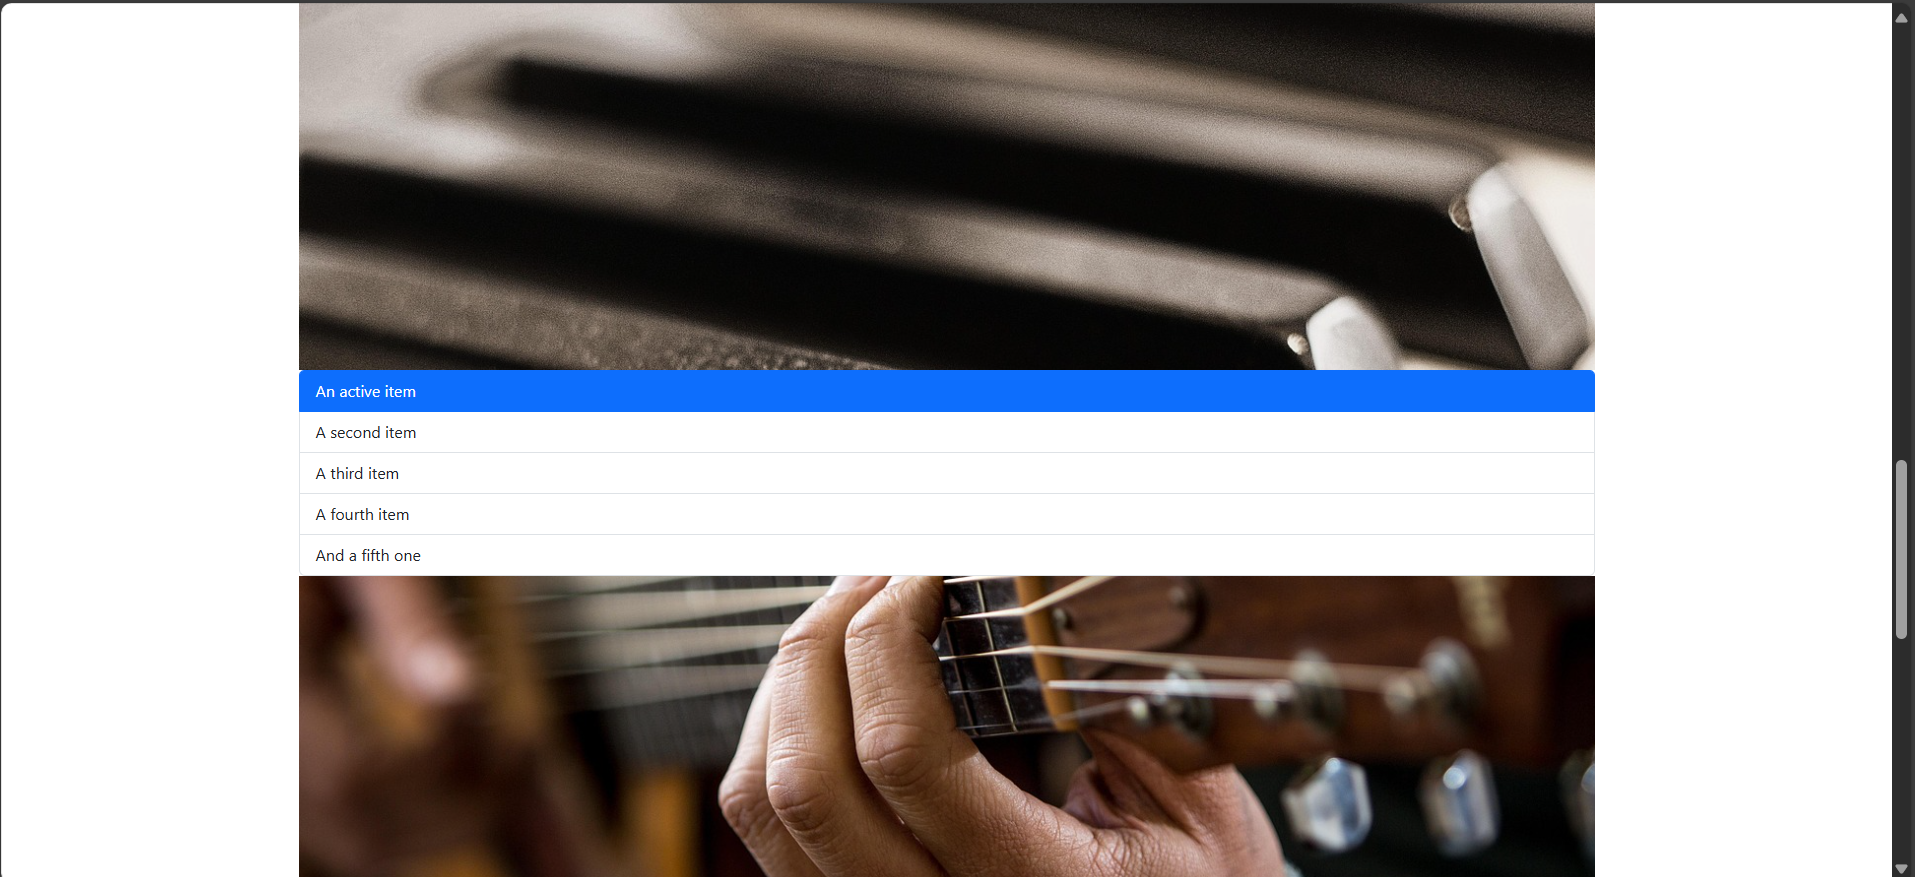 An active item
A second item
A third item
A fourth item
And a fifth one